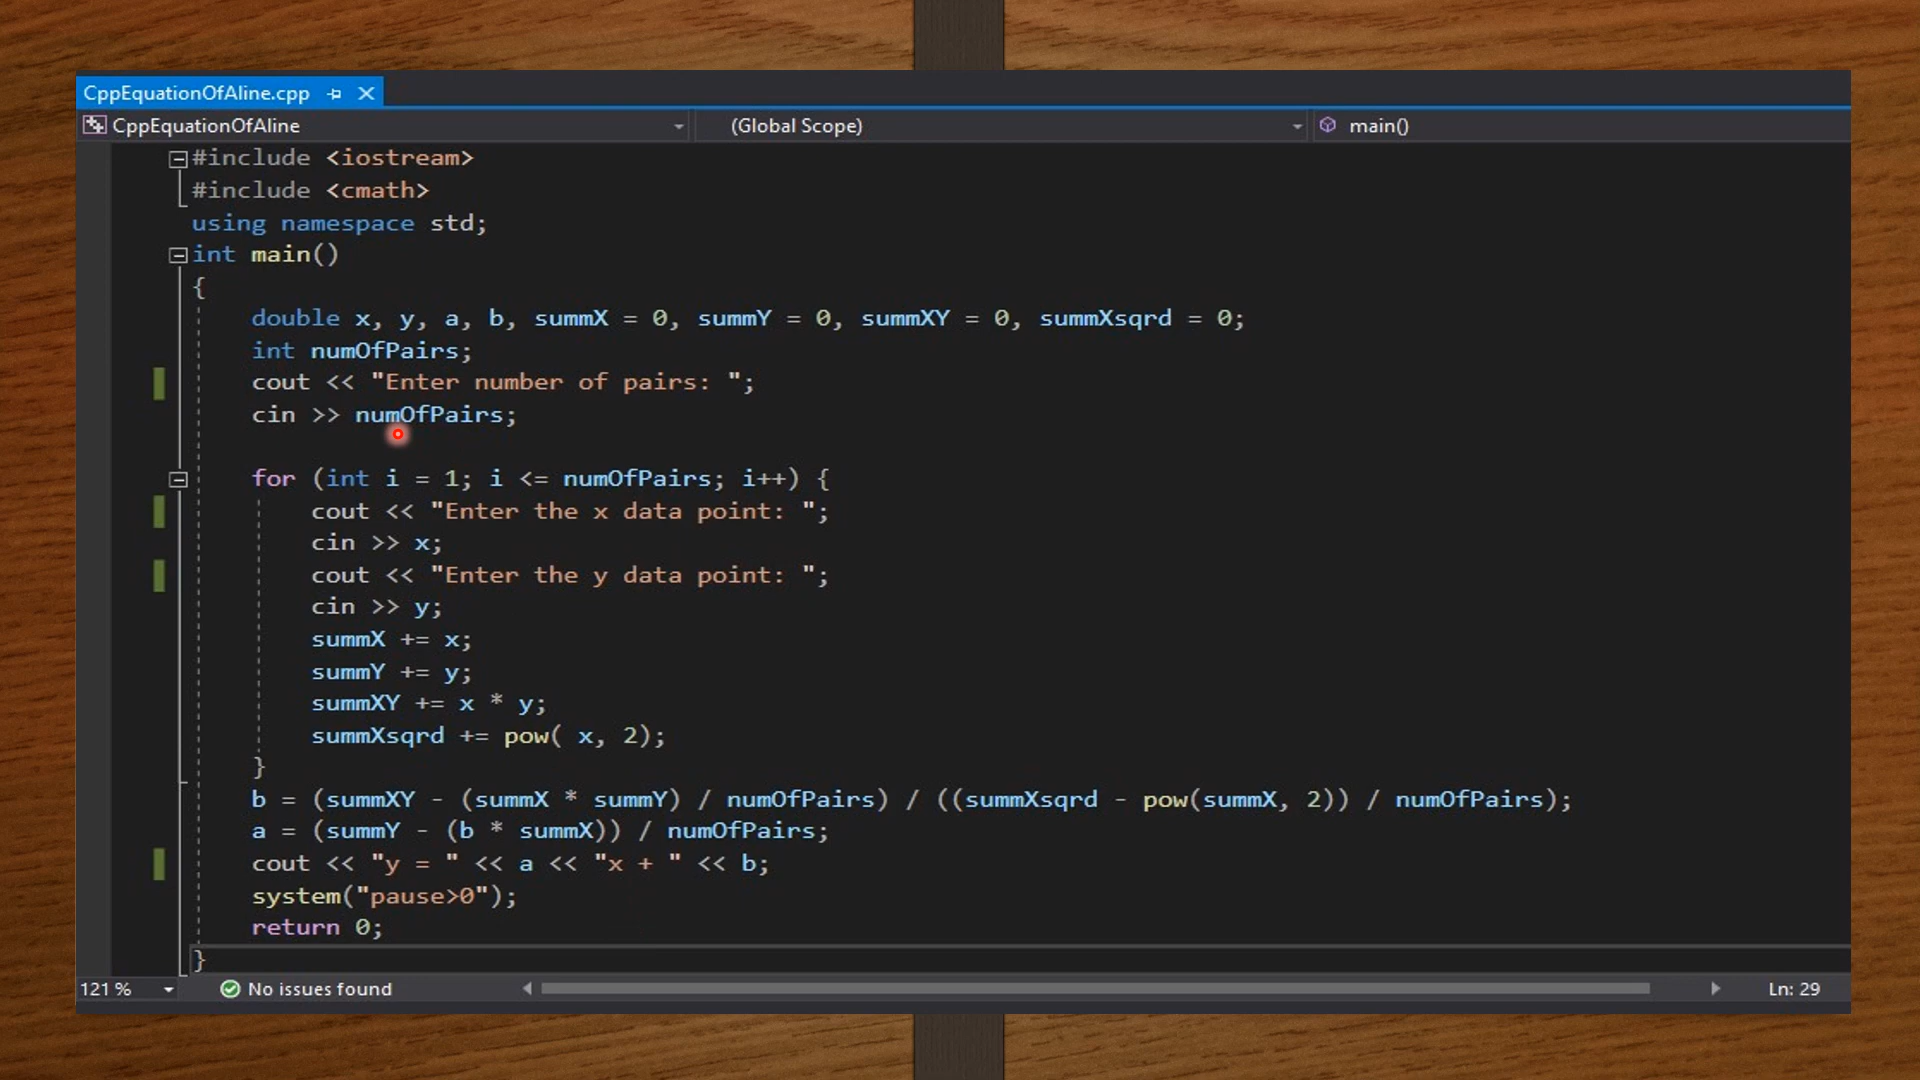 CppEquationOfAline.cpp
CppEquationOfAline (Global Scope) main()
#include <iostream>
#include <cmath>
using namespace std;
int main()
{
    double x, y, a, b, summX = 0, summY = 0, summXY = 0, summXsqrd = 0;
    int numOfPairs;
    cout << "Enter number of pairs: ";
    cin >> numOfPairs;

    for (int i = 1; i <= numOfPairs; i++) {
        cout << "Enter the x data point: ";
        cin >> x;
        cout << "Enter the y data point: ";
        cin >> y;
        summX += x;
        summY += y;
        summXY += x * y;
        summXsqrd += pow( x, 2);
    }
    b = (summXY - (summX * summY) / numOfPairs) / ((summXsqrd - pow(summX, 2)) / numOfPairs);
    a = (summY - (b * summX)) / numOfPairs;
    cout << "y = " << a << "x + " << b;
    system("pause>0");
    return 0;
}
121 % No issues found Ln: 29